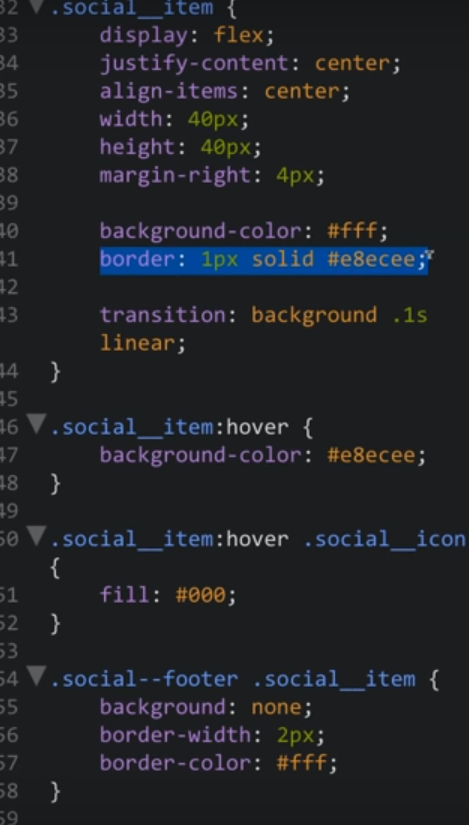 32 .social__item {
33 display: flex;
34 justify-content: center;
35 align-items: center;
36 width: 40px;
37 height: 40px;
38 margin-right: 4px;
39
40 background-color: #fff;
41 border: 1px solid #e8ecee;
42
43 transition: background .1s
linear;
44 }
45
46 .social__item:hover {
47 background-color: #e8ecee;
48 }
49
50 .social__item:hover .social__icon
{
51 fill: #000;
52 }
53
54 .social--footer .social__item {
55 background: none;
56 border-width: 2px;
57 border-color: #fff;
58 }
59